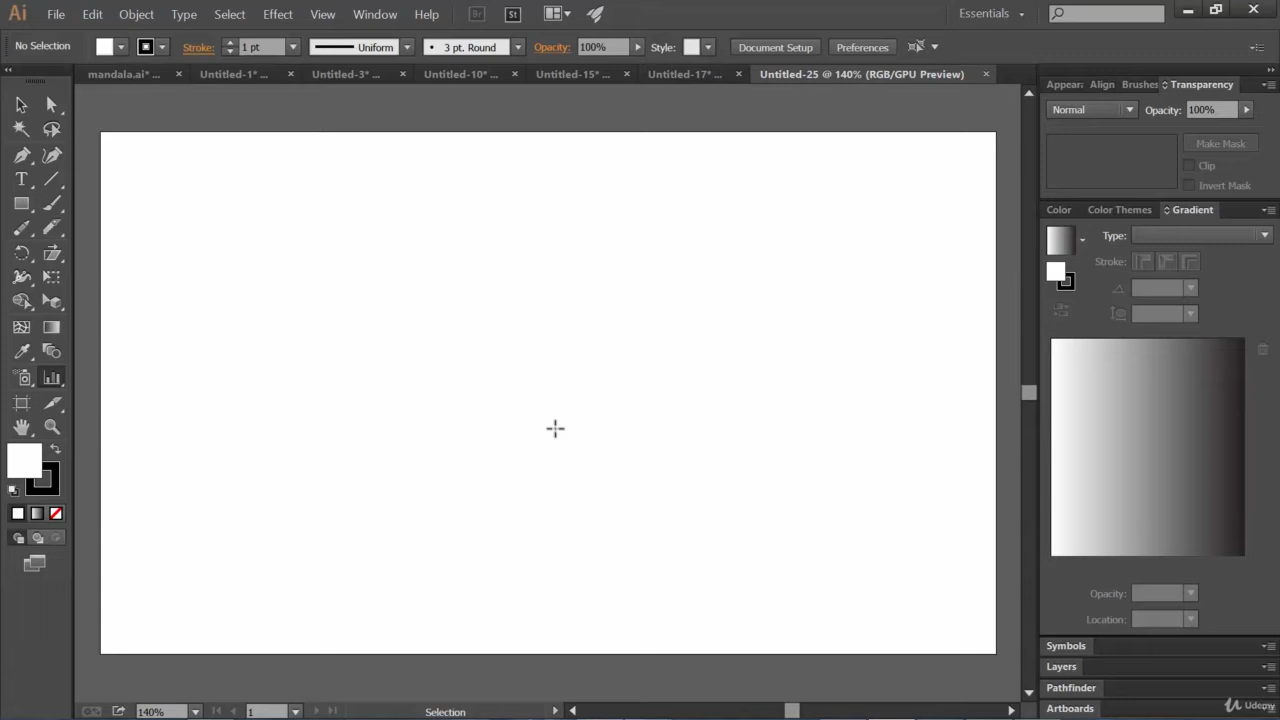 Ai File Edit Object Type Select Effect View Window Help Br St Essentials
No Selection Stroke: 1 pt Uniform 3 pt. Round Opacity: 100% Style: Document Setup Preferences
mandala.ai* ... Untitled-1* ... Untitled-3* ... Untitled-10* ... Untitled-15* ... Untitled-17* ... Untitled-25 @ 140% (RGB/GPU Preview)
Appear Align Brushes Transparency
Normal Opacity: 100%
Make Mask
Clip
Invert Mask
Color Color Themes Gradient
Type:
Stroke:
T
Opacity:
Location:
Symbols
Layers
Pathfinder
Artboards
140% 1 Selection
Udemy